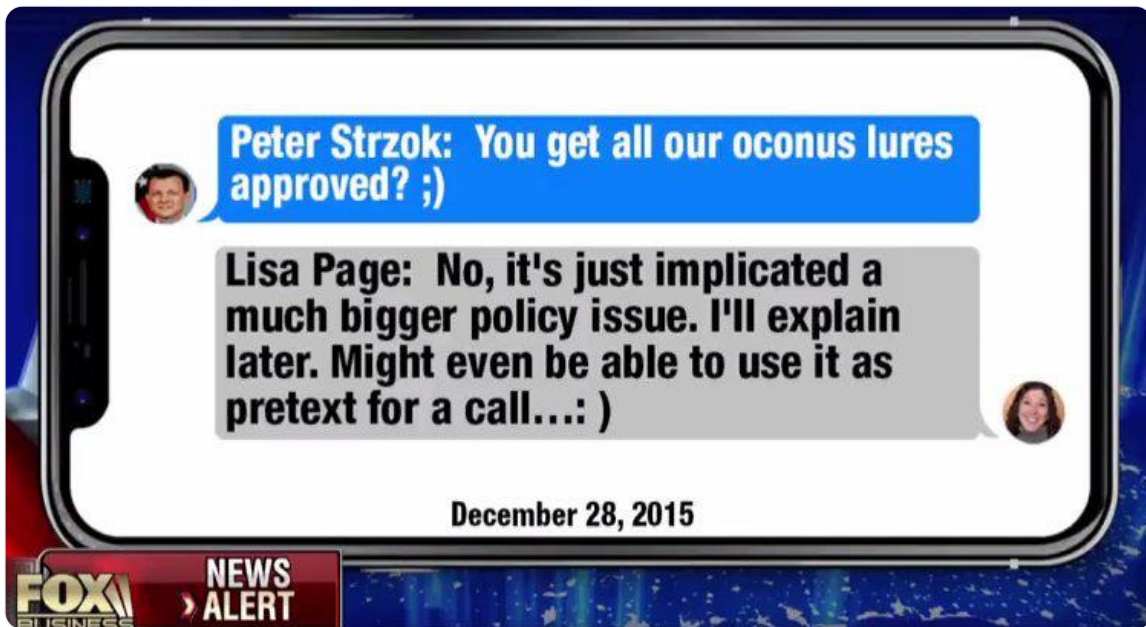 Peter Strzok:  You get all our oconus lures
approved? ;)
Lisa Page:  No, it's just implicated a
much bigger policy issue. I'll explain
later. Might even be able to use it as
pretext for a call...: )
December 28, 2015
FOX
BUSINESS
NEWS
ALERT